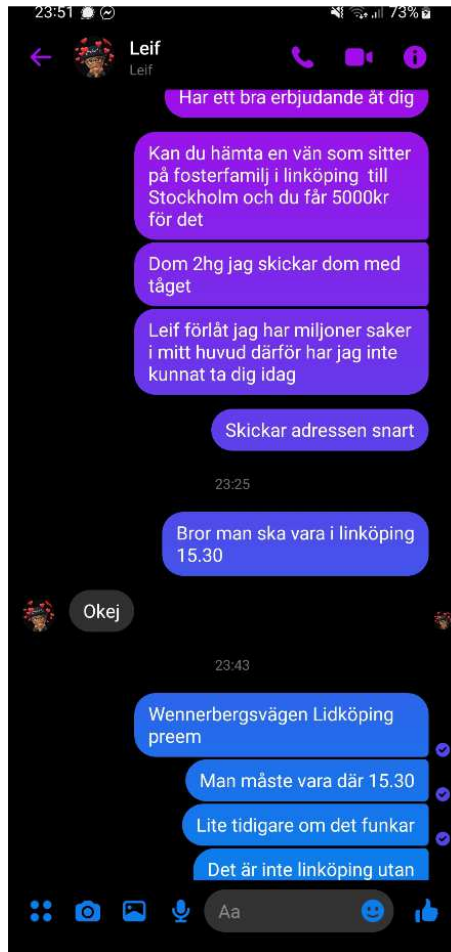 23:51 73%
Leif
Leif
Har ett bra erbjudande åt dig
Kan du hämta en vän som sitter
på fosterfamilj i linköping till
Stockholm och du får 5000kr
för det
Dom 2hg jag skickar dom med
tåget
Leif förlåt jag har miljoner saker
i mitt huvud därför har jag inte
kunnat ta dig idag
Skickar adressen snart
23:25
Bror man ska vara i linköping
15.30
Okej
23:43
Wennerbergsvägen Lidköping
preem
Man måste vara där 15.30
Lite tidigare om det funkar
Det är inte linköping utan
Aa